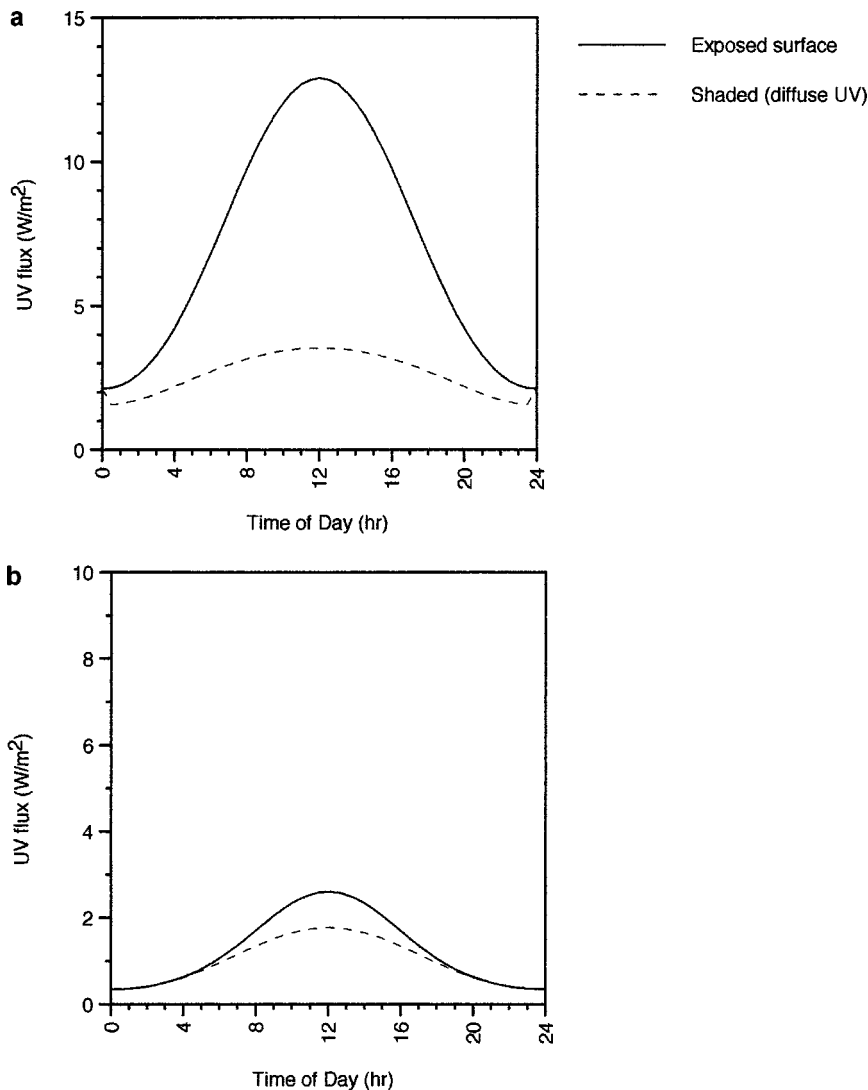 a
15
10
5
0
UV flux (W/m2)
0 4 8 12 16 20 24
Time of Day (hr)
Exposed surface
Shaded (diffuse UV)
b
10
8
6
4
2
0
UV flux (W/m2)
0 4 8 12 16 20 24
Time of Day (hr)